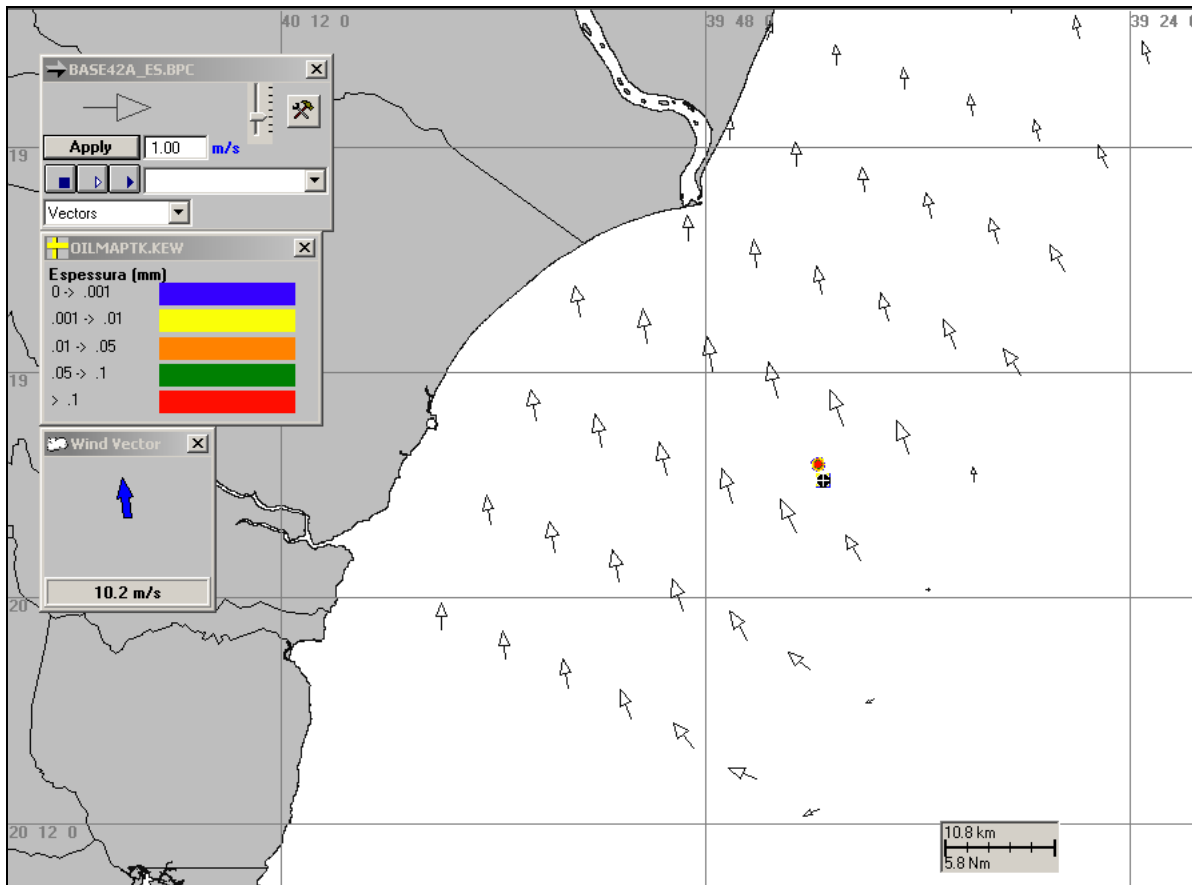 40 12 0
39 48 0
39 24 0
BASE42A_ES.BPC
Apply
1.00
m/s
Vectors
19
OILMAPTK.KEW
Espessura (mm)
0 -> .001
.001 -> .01
.01 -> .05
.05 -> .1
> .1
19
Wind Vector
10.2 m/s
20
20 12 0
10.8 km
5.8 Nm